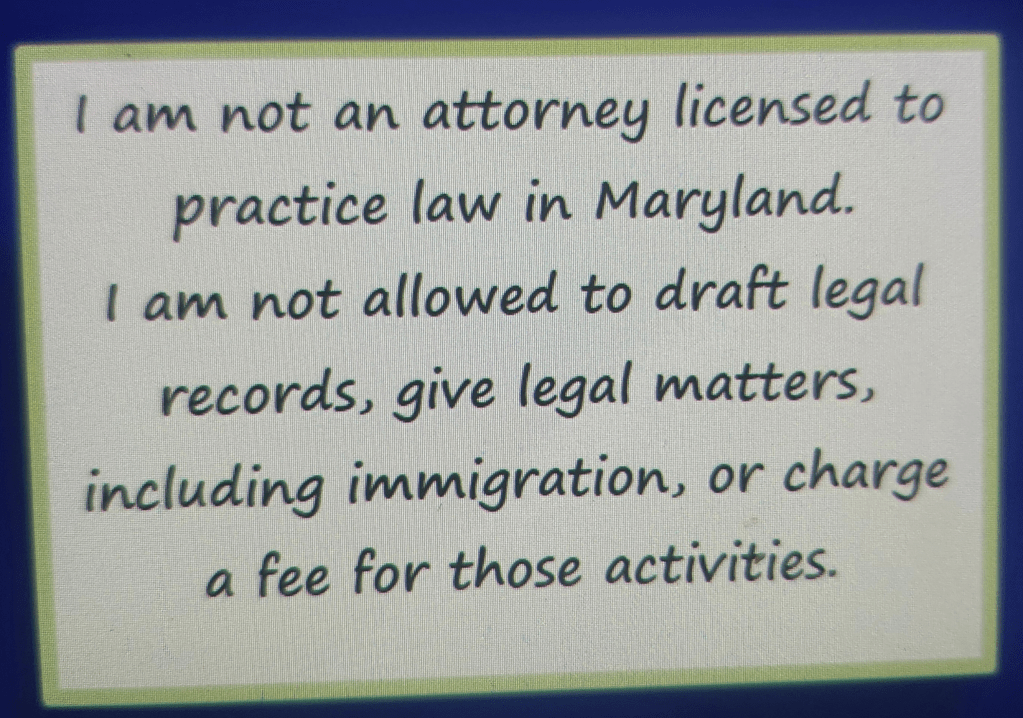 I am not an attorney licensed to
practice law in Maryland.
I am not allowed to draft legal
records, give legal matters,
including immigration, or charge
a fee for those activities.